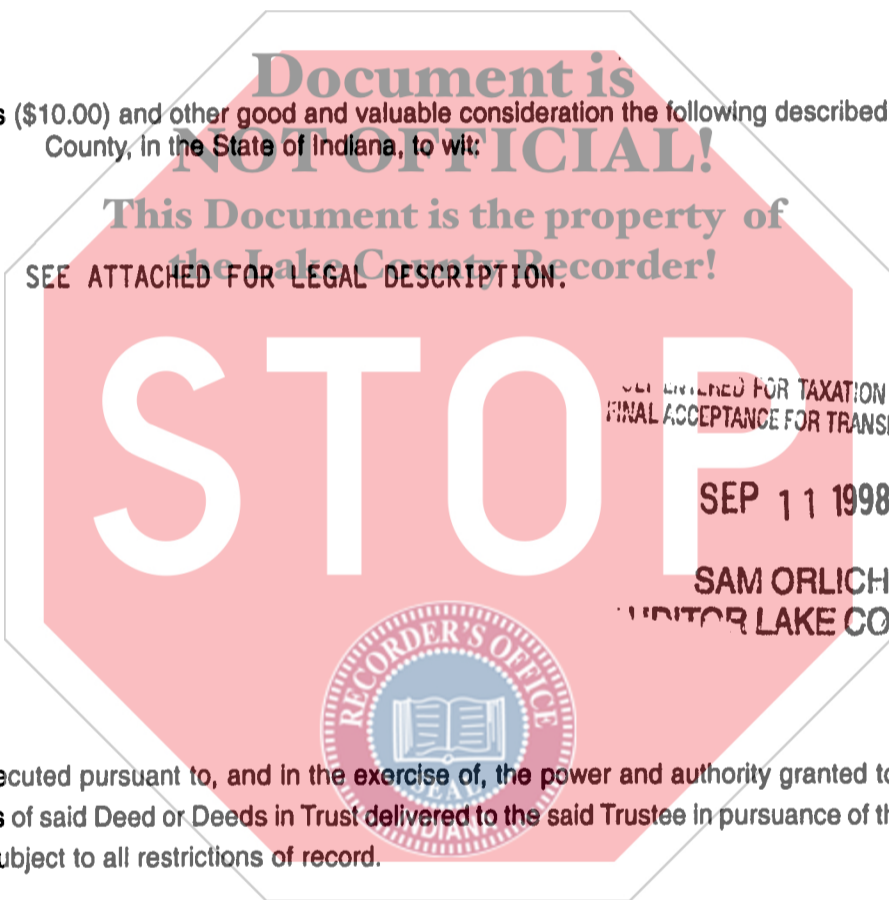 Document is
s ($10.00) and other good and valuable consideration the following described
NOT OFFICIAL!
County, in the State of Indiana, to wit:
This Document is the property of
the Lake County Recorder!
SEE ATTACHED FOR LEGAL DESCRIPTION.
STOP
FOR TAXATION
FINAL ACCEPTANCE FOR TRANS
SEP 11 1998
SAM ORLICH
LAKE CO
RECORDER'S OFFICE
SEAL
INDIANA
ecuted pursuant to, and in the exercise of, the power and authority granted to
s of said Deed or Deeds in Trust delivered to the said Trustee in pursuance of th
ubject to all restrictions of record.